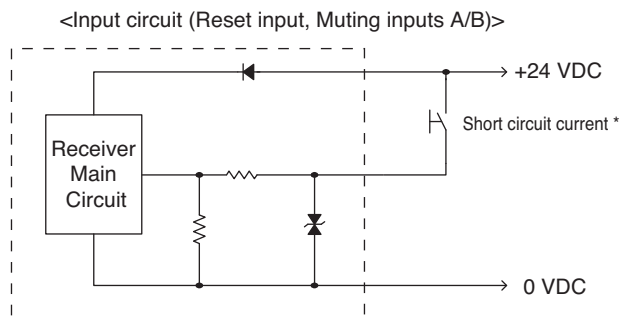 <Input circuit (Reset input, Muting inputs A/B)>
+24 VDC
Short circuit current *
Receiver
Main
Circuit
0 VDC